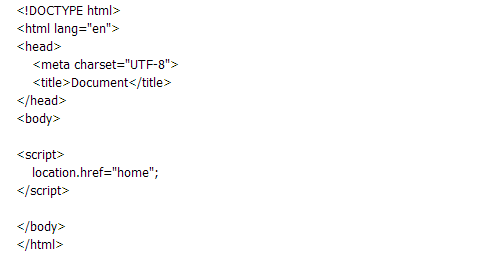 <!DOCTYPE html>
<html lang="en">
<head>
    <meta charset="UTF-8">
    <title>Document</title>
</head>
<body>

<script>
    location.href="home";
</script>

</body>
</html>